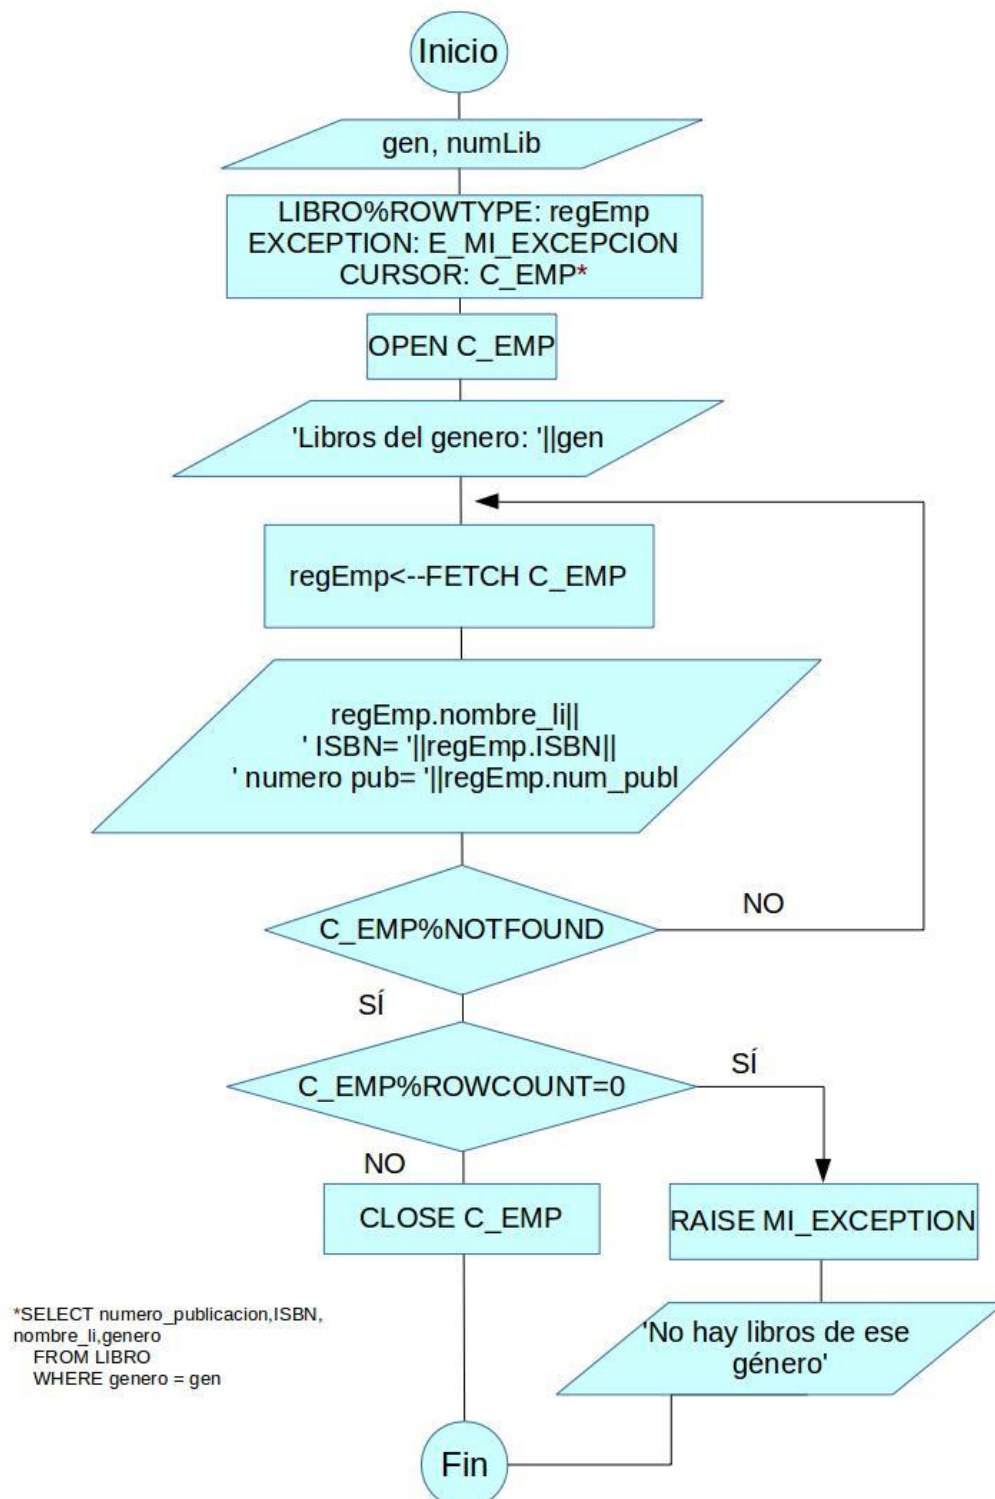 Inicio
gen, numLib
LIBRO%ROWTYPE: regEmp
EXCEPTION: E_MI_EXCEPCION
CURSOR: C_EMP*
OPEN C_EMP
'Libros del genero: '||gen
regEmp<--FETCH C_EMP
regEmp.nombre_li||
' ISBN= '||regEmp.ISBN||
' numero pub= '||regEmp.num_publ
C_EMP%NOTFOUND
NO
SÍ
C_EMP%ROWCOUNT=0
SÍ
NO
CLOSE C_EMP
RAISE MI_EXCEPTION
'No hay libros de ese
género'
*SELECT numero_publicacion,ISBN,
nombre_li,genero
FROM LIBRO
WHERE genero = gen
Fin